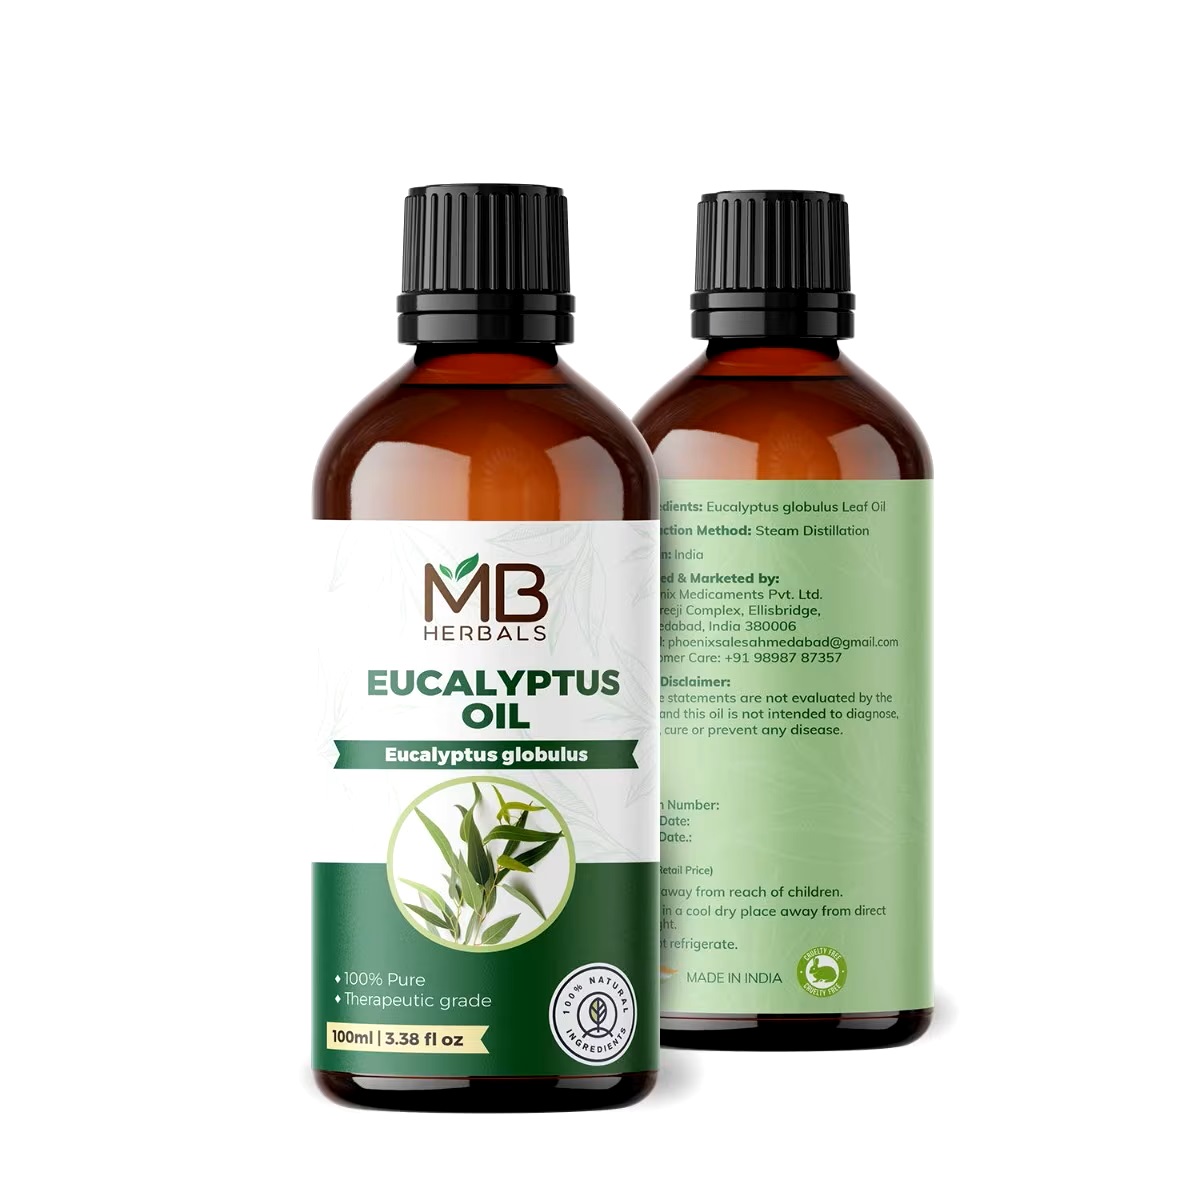 MB
HERBALS
EUCALYPTUS
OIL
Eucalyptus globulus
100% Pure
Therapeutic grade
100ml | 3.38 fl oz
100% NATURAL
INGREDIENTS
edients: Eucalyptus globulus Leaf Oil
ction Method: Steam Distillation
n: India
ed & Marketed by:
nix Medicaments Pvt. Ltd.
reeji Complex, Ellisbridge,
edabad, India 380006
l: phoenixsalesahmedabad@gmail.com
omer Care: +91 98987 87357
Disclaimer:
e statements are not evaluated by the
and this oil is not intended to diagnose,
, cure or prevent any disease.
n Number:
Date:
Date.:
Retail Price)
away from reach of children.
in a cool dry place away from direct
ght.
ot refrigerate.
MADE IN INDIA
CRUELTY FREE
CRUELTY FREE